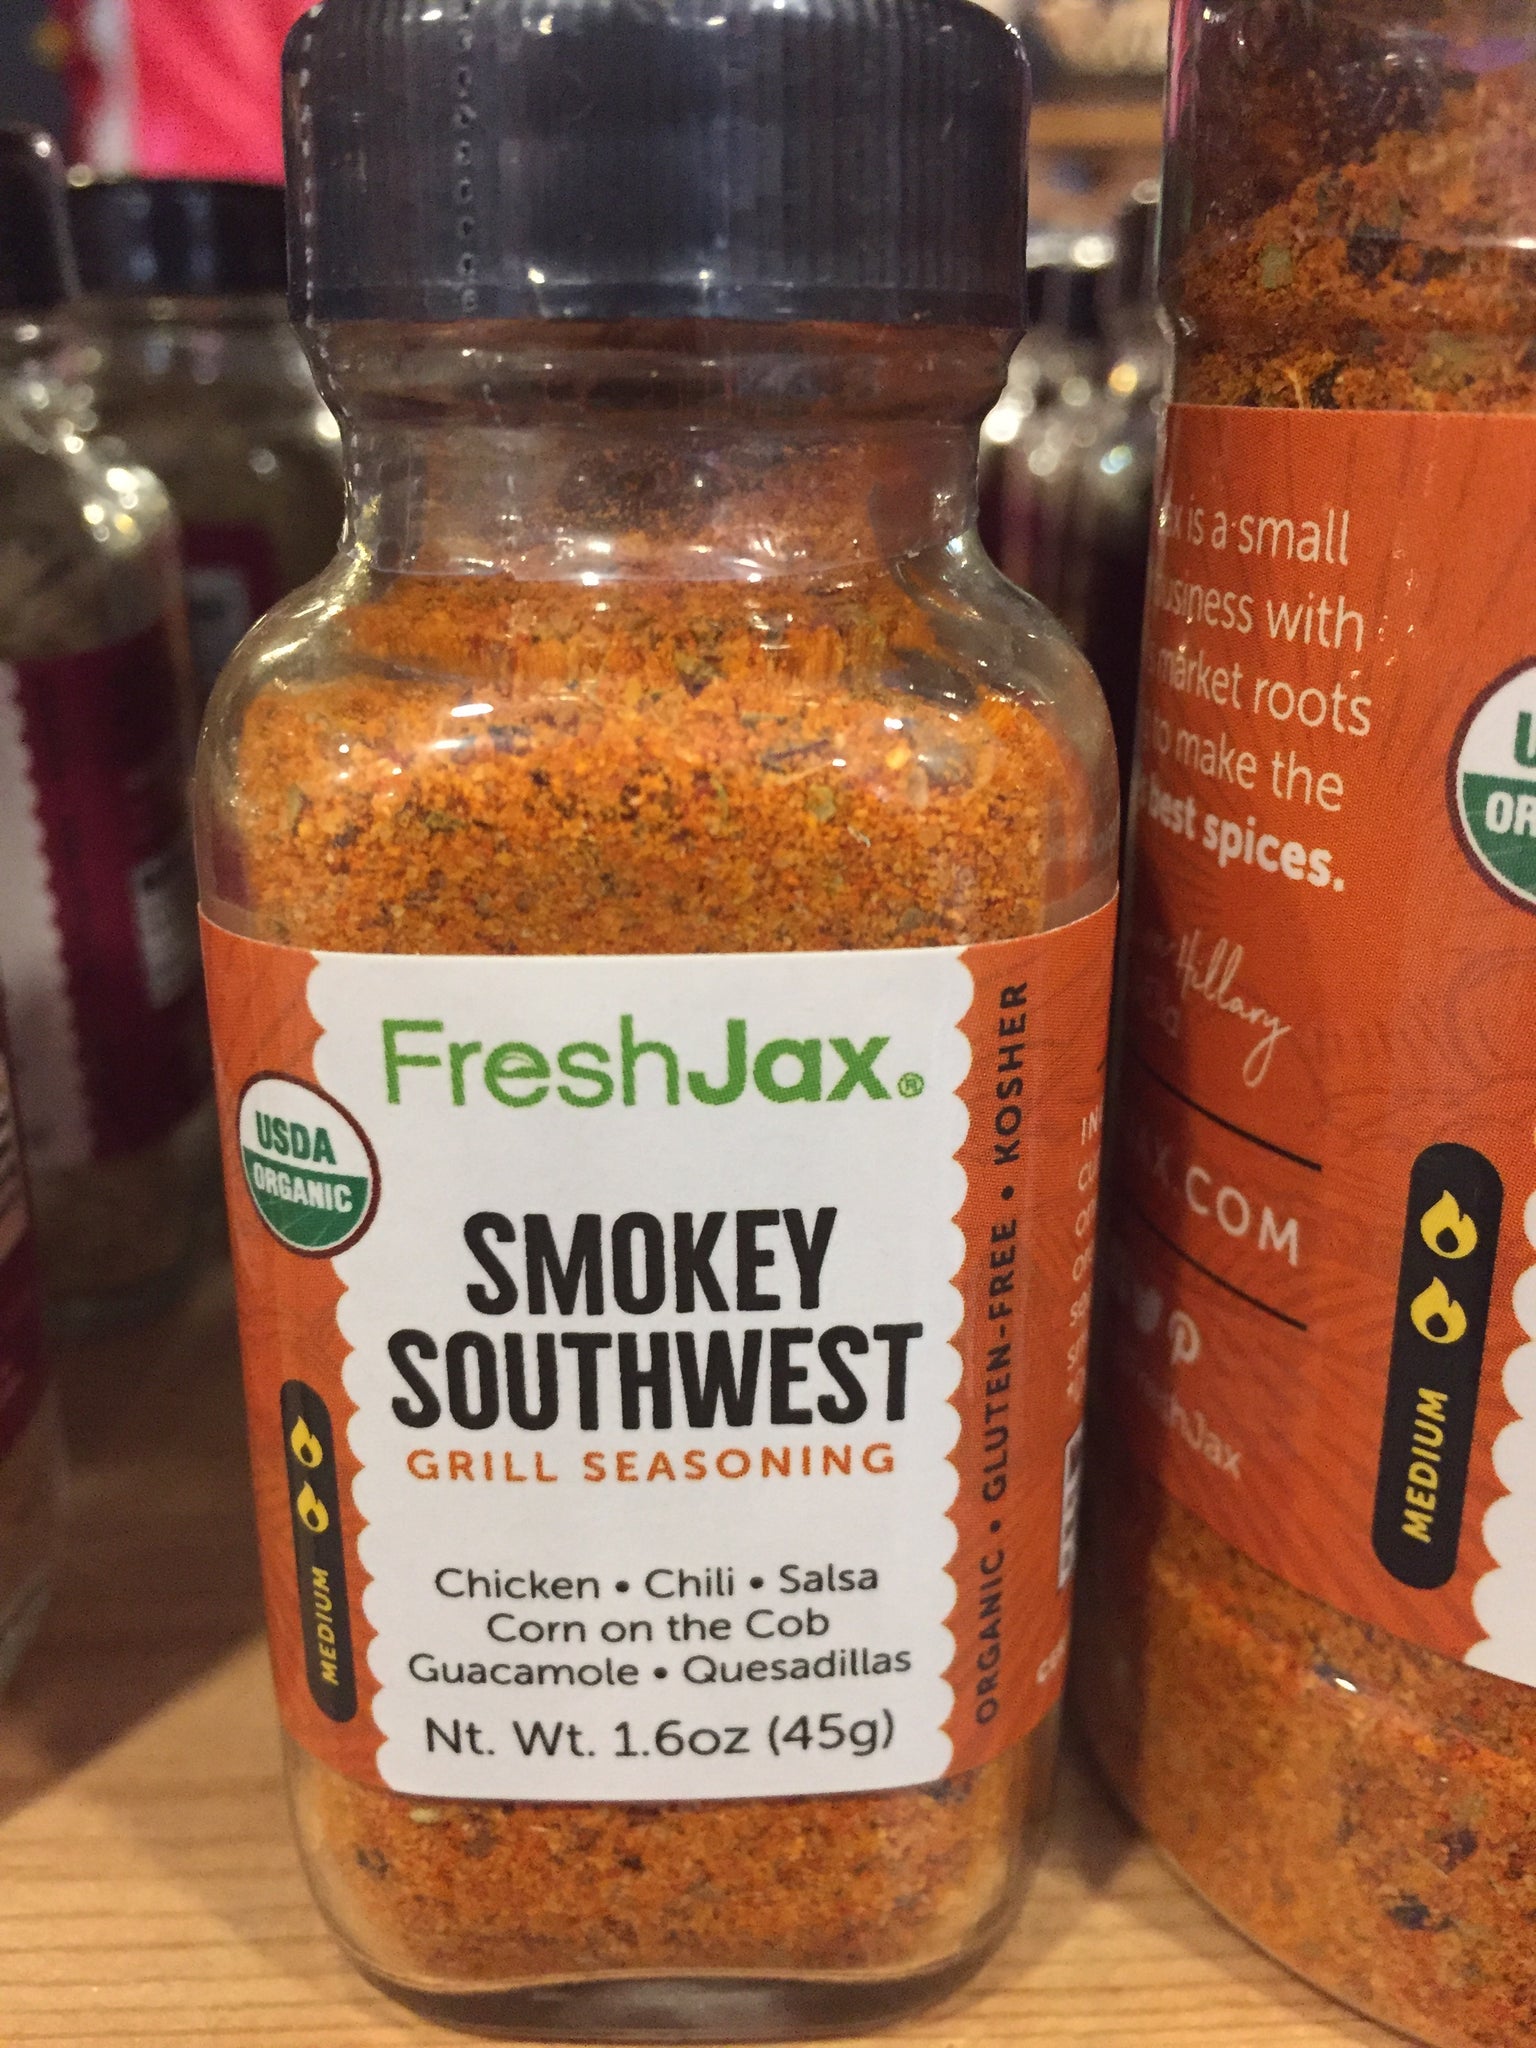 FreshJax®
USDA
ORGANIC
SMOKEY
SOUTHWEST
GRILL SEASONING
Chicken • Chili • Salsa
Corn on the Cob
Guacamole • Quesadillas
Nt. Wt. 1.6oz (45g)
MEDIUM
ORGANIC • GLUTEN-FREE • KOSHER
is a small
business with
market roots
to make the
best spices.
Hillary
.COM
MEDIUM